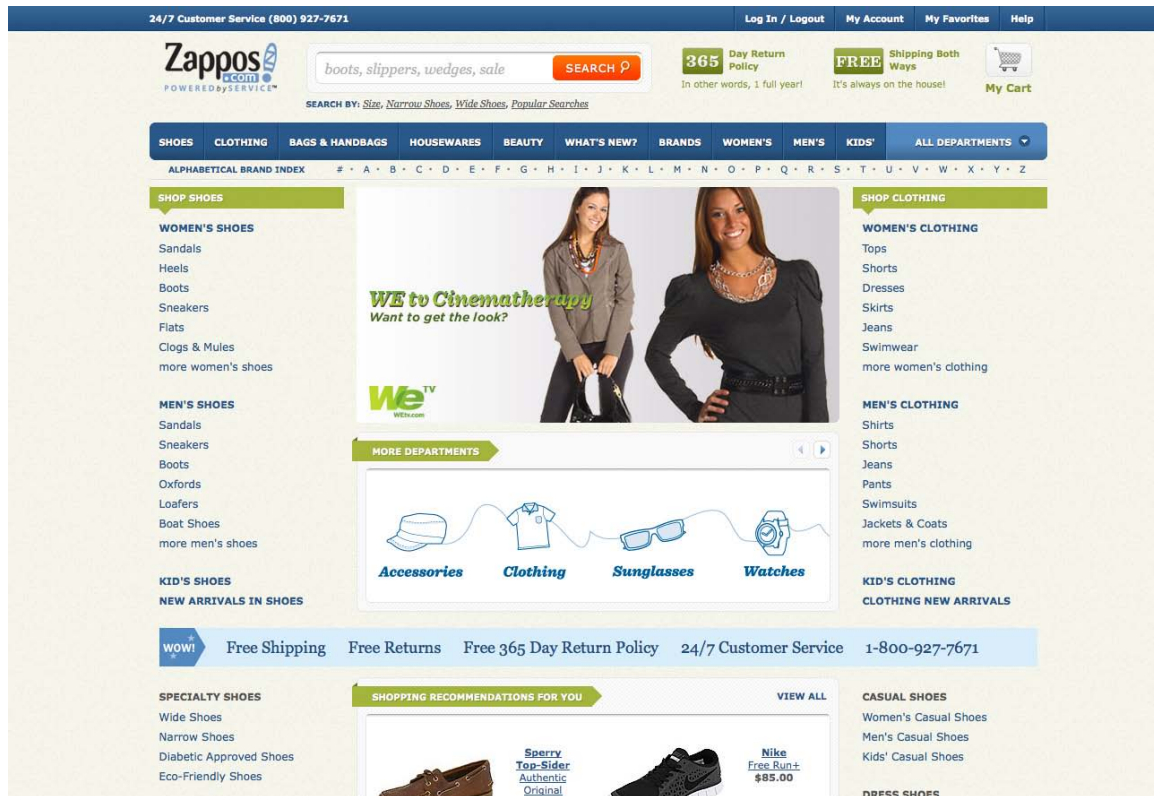 24/7 Customer Service (800) 927-7671
Log In / Logout My Account My Favorites Help
Zappos
.COM
POWERED by SERVICE™
boots, slippers, wedges, sale
SEARCH
365 Day Return Policy
In other words, 1 full year!
FREE Shipping Both Ways
It's always on the house!
My Cart
SEARCH BY: Size, Narrow Shoes, Wide Shoes, Popular Searches
SHOES CLOTHING BAGS & HANDBAGS HOUSEWARES BEAUTY WHAT'S NEW? BRANDS WOMEN'S MEN'S KIDS' ALL DEPARTMENTS
ALPHABETICAL BRAND INDEX # • A • B • C • D • E • F • G • H • I • J • K • L • M • N • O • P • Q • R • S • T • U • V • W • X • Y • Z
SHOP SHOES
WOMEN'S SHOES
Sandals
Heels
Boots
Sneakers
Flats
Clogs & Mules
more women's shoes
MEN'S SHOES
Sandals
Sneakers
Boots
Oxfords
Loafers
Boat Shoes
more men's shoes
KID'S SHOES
NEW ARRIVALS IN SHOES
WE tv Cinematherapy
Want to get the look?
We TV
WEtv.com
MORE DEPARTMENTS
Accessories Clothing Sunglasses Watches
SHOP CLOTHING
WOMEN'S CLOTHING
Tops
Shorts
Dresses
Skirts
Jeans
Swimwear
more women's clothing
MEN'S CLOTHING
Shirts
Shorts
Jeans
Pants
Swimsuits
Jackets & Coats
more men's clothing
KID'S CLOTHING
CLOTHING NEW ARRIVALS
WOW! Free Shipping Free Returns Free 365 Day Return Policy 24/7 Customer Service 1-800-927-7671
SPECIALTY SHOES
Wide Shoes
Narrow Shoes
Diabetic Approved Shoes
Eco-Friendly Shoes
SHOPPING RECOMMENDATIONS FOR YOU
VIEW ALL
Sperry
Top-Sider
Authentic
Original
Nike
Free Run+
$85.00
CASUAL SHOES
Women's Casual Shoes
Men's Casual Shoes
Kids' Casual Shoes
DRESS SHOES